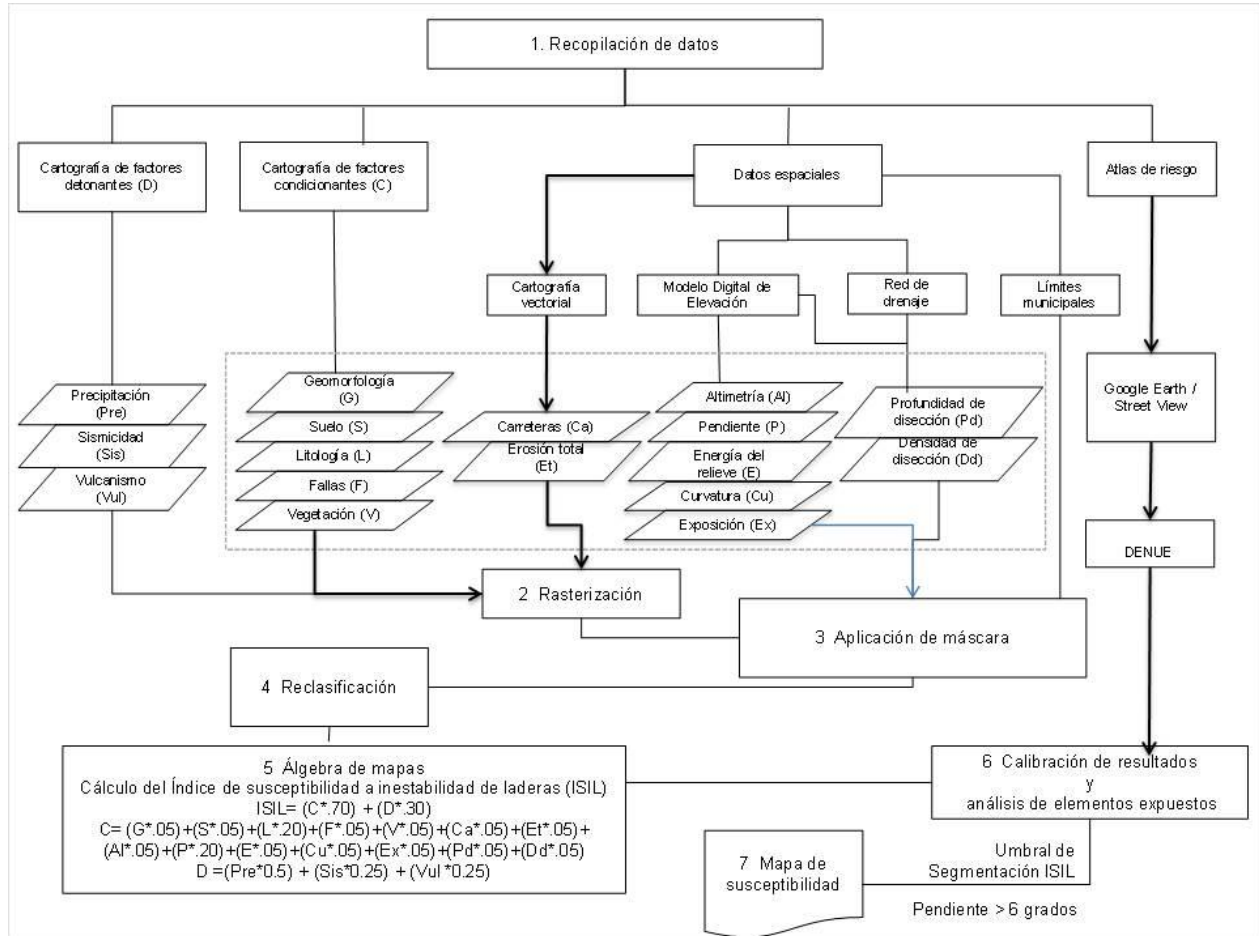 1. Recopilación de datos
Cartografía de factores
detonantes (D)
Cartografía de factores
condicionantes (C)
Datos espaciales
Atlas de riesgo
Cartografía
vectorial
Modelo Digital de
Elevación
Red de
drenaje
Límites
municipales
Precipitación
(Pre)
Sismicidad
(Sis)
Vulcanismo
(Vul)
Geomorfología
(G)
Suelo (S)
Litología (L)
Fallas (F)
Vegetación (V)
Carreteras (Ca)
Erosión total
(Et)
Altimetría (Al)
Pendiente (P)
Energía del
relieve (E)
Curvatura (Cu)
Exposición (Ex)
Profundidad de
disección (Pd)
Densidad de
disección (Dd)
Google Earth /
Street View
DENUE
2 Rasterización
3 Aplicación de máscara
4 Reclasificación
5 Álgebra de mapas
Cálculo del Índice de susceptibilidad a inestabilidad de laderas (ISIL)
ISIL= (C*.70) + (D*.30)
C= (G*.05)+(S*.05)+(L*.20)+(F*.05)+(V*.05)+(Ca*.05)+(Et*.05)+
(Al*.05)+(P*.20)+(E*.05)+(Cu*.05)+(Ex*.05)+(Pd*.05)+(Dd*.05)
D =(Pre*0.5) + (Sis*0.25) + (Vul *0.25)
6 Calibración de resultados
y
análisis de elementos expuestos
7 Mapa de
susceptibilidad
Umbral de
Segmentación ISIL
Pendiente > 6 grados